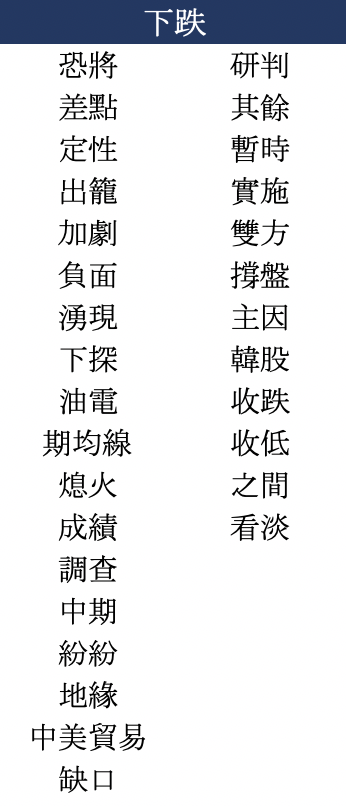 下跌
恐將 研判
差點 其餘
定性 暫時
出籠 實施
加劇 雙方
負面 撐盤
湧現 主因
下探 韓股
油電 收跌
期均線 收低
熄火 之間
成績 看淡
調查
中期
紛紛
地緣
中美貿易
缺口